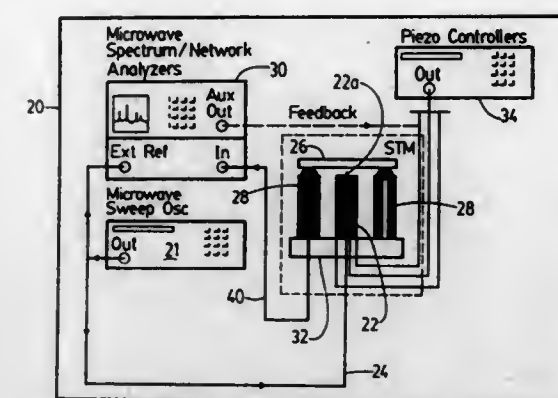 Microwave
Spectrum/Network
Analyzers
30
Piezo Controllers
Out
34
22a
20
Aux
Out
Feedback
26
STM
Ext Ref
In
28
28
Microwave
Sweep Osc
Out
21
40
32
22
24